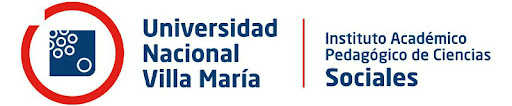 Universidad
Nacional
Villa María
Instituto Académico
Pedagógico de Ciencias
Sociales